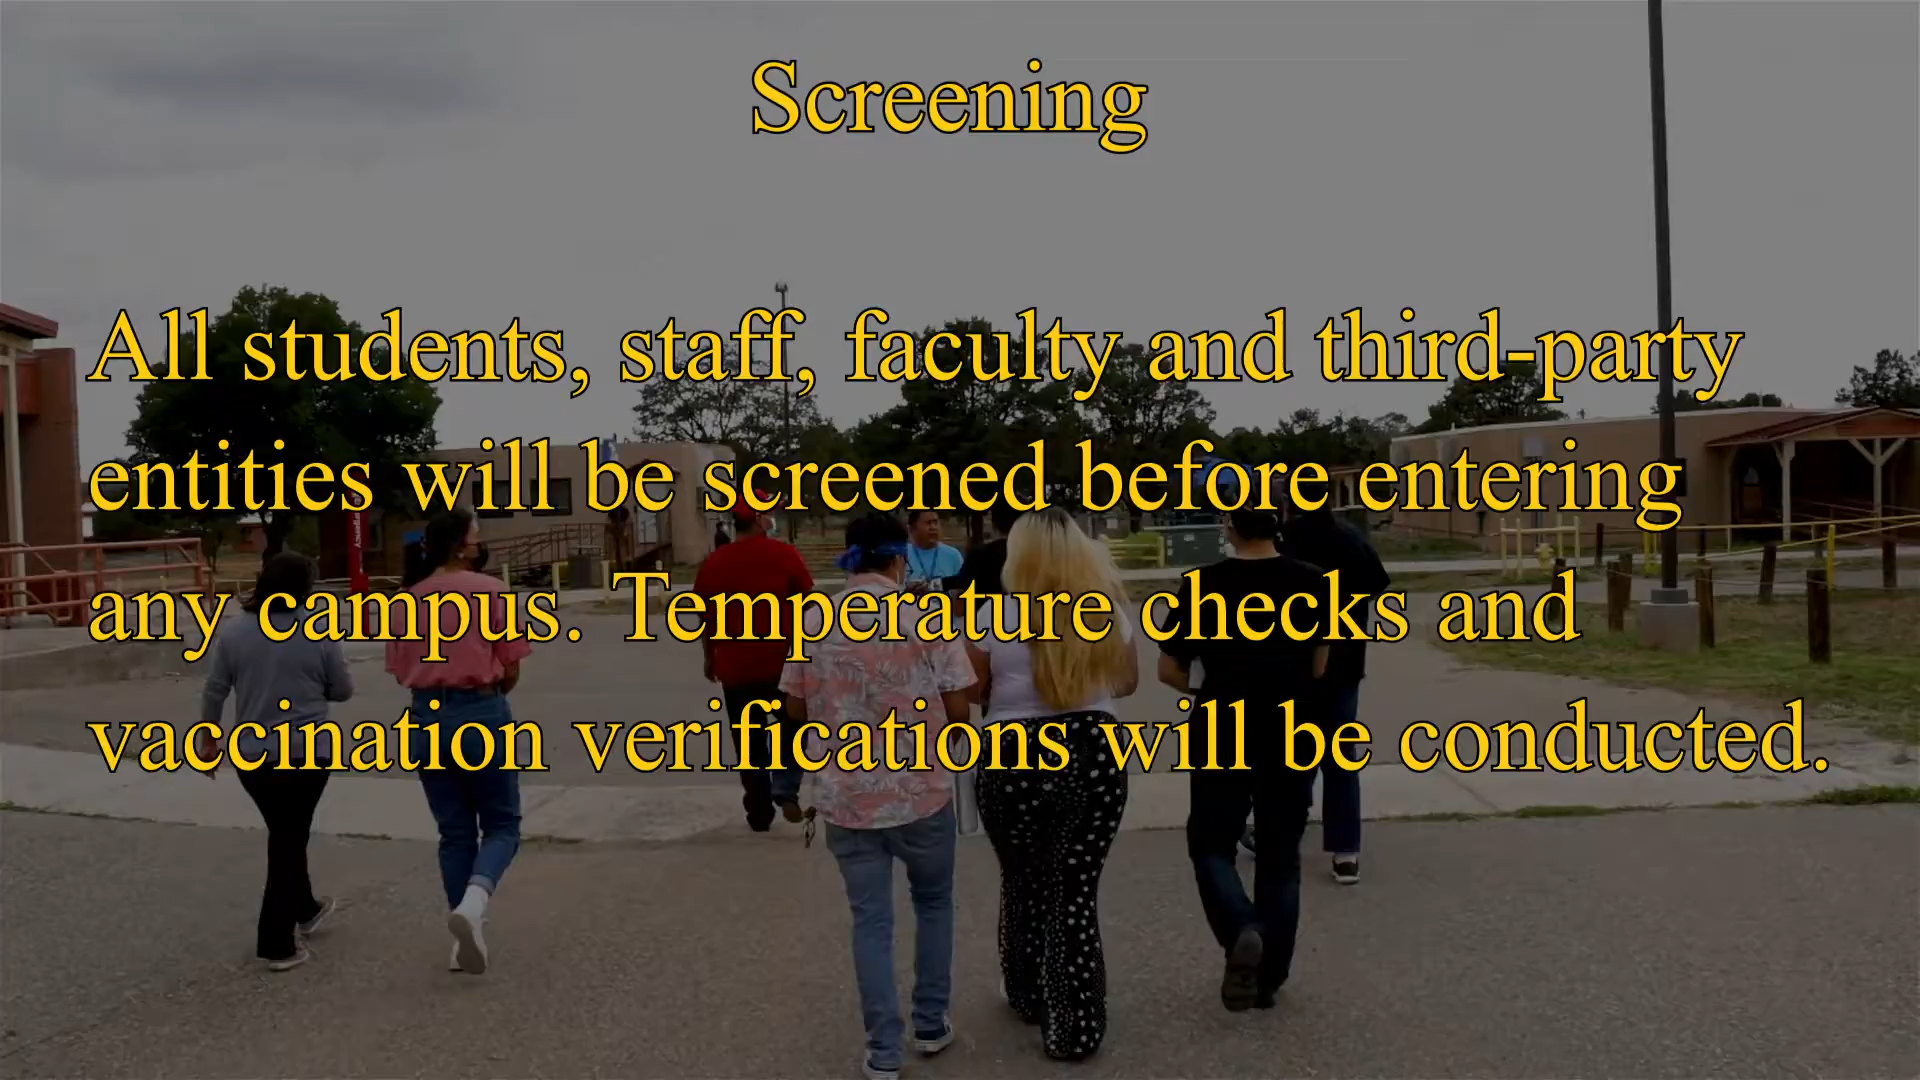 Screening
All students, staff, faculty and third-party
entities will be screened before entering
any campus. Temperature checks and
vaccination verifications will be conducted.